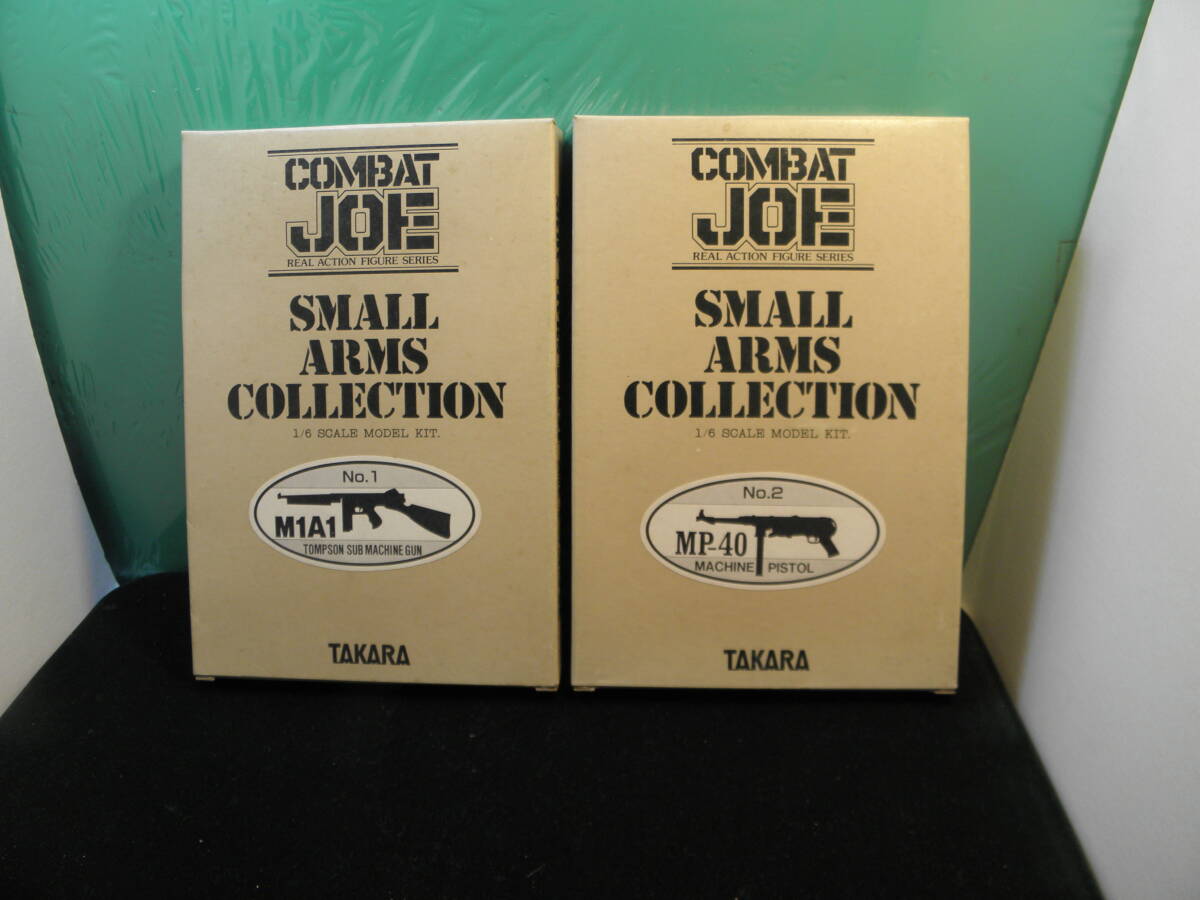 COMBAT
JOE
REAL ACTION FIGURE SERIES
SMALL
ARMS
COLLECTION
1/6 SCALE MODEL KIT.
No.1
M1A1
TOMPSON SUB MACHINE GUN
TAKARA
COMBAT
JOE
REAL ACTION FIGURE SERIES
SMALL
ARMS
COLLECTION
1/6 SCALE MODEL KIT.
No.2
MP-40
MACHINE PISTOL
TAKARA